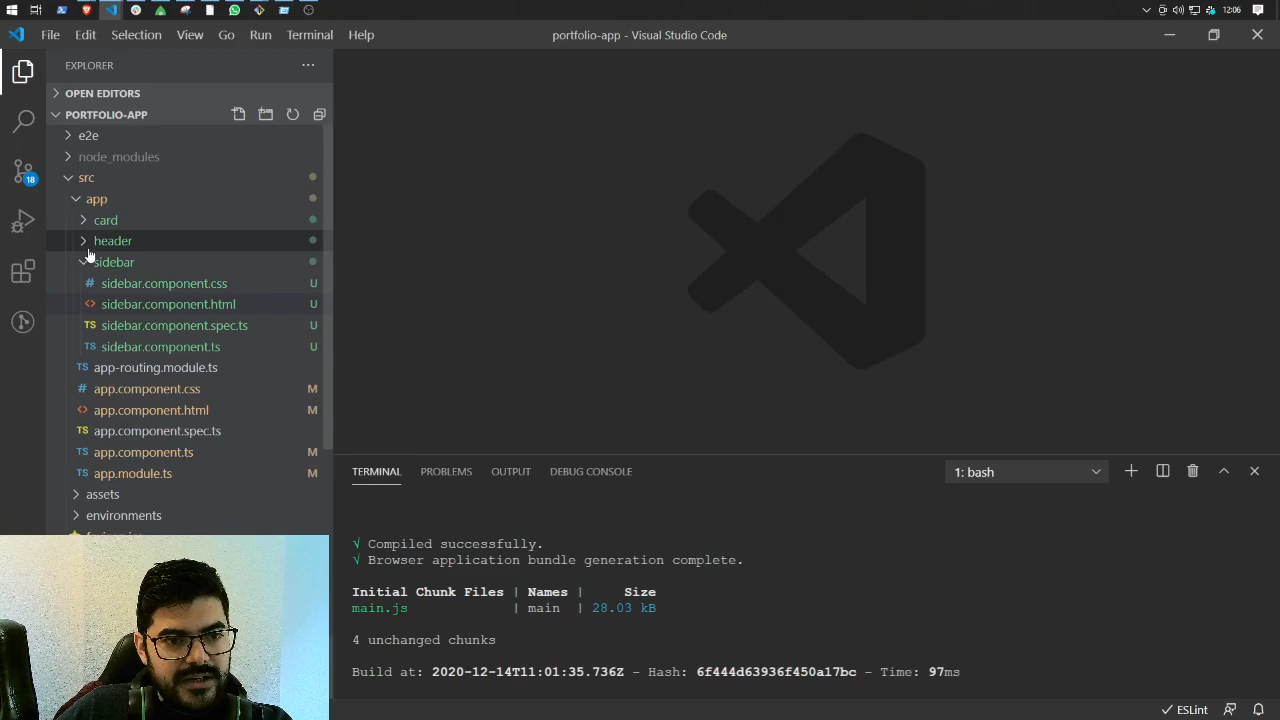 12:06
File Edit Selection View Go Run Terminal Help
portfolio-app - Visual Studio Code
EXPLORER
OPEN EDITORS
PORTFOLIO-APP
e2e
node_modules
src
18
app
card
header
sidebar
sidebar.component.css U
sidebar.component.html U
sidebar.component.spec.ts U
sidebar.component.ts U
app-routing.module.ts
app.component.css M
app.component.html M
app.component.spec.ts
app.component.ts M
app.module.ts M
assets
environments
TERMINAL PROBLEMS OUTPUT DEBUG CONSOLE
1: bash
√ Compiled successfully.
√ Browser application bundle generation complete.
Initial Chunk Files | Names | Size
main.js | main | 28.03 kB
4 unchanged chunks
Build at: 2020-12-14T11:01:35.736Z - Hash: 6f444d63936f450a17bc - Time: 97ms
ESLint